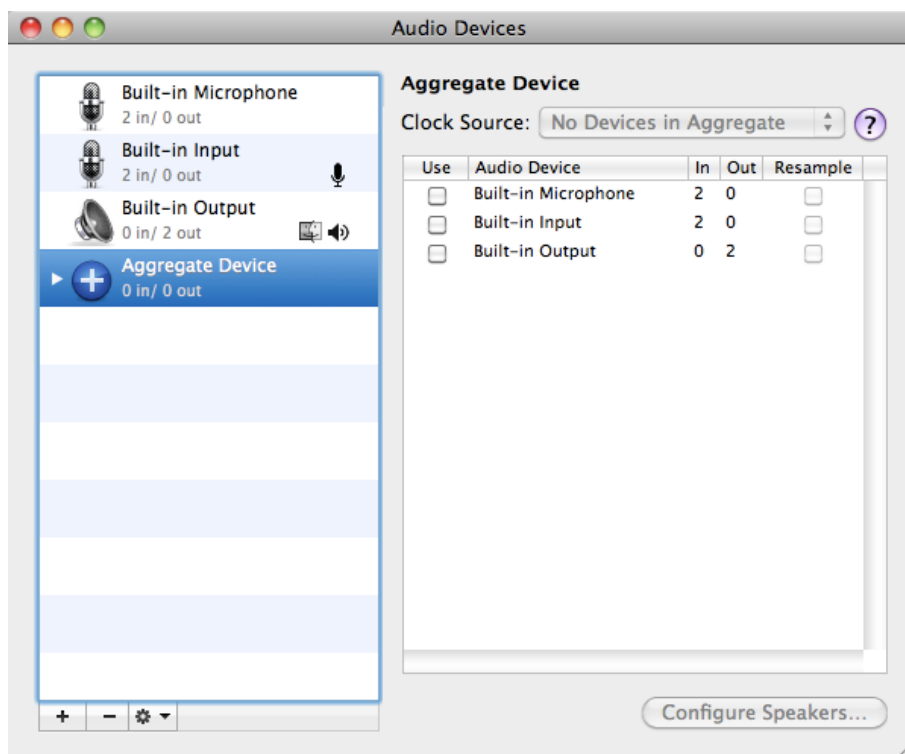 Audio Devices
Built-in Microphone
2 in/ 0 out
Built-in Input
2 in/ 0 out
Built-in Output
0 in/ 2 out
Aggregate Device
0 in/ 0 out
Aggregate Device
Clock Source: No Devices in Aggregate ?
Use Audio Device In Out Resample
Built-in Microphone 2 0
Built-in Input 2 0
Built-in Output 0 2
Configure Speakers...